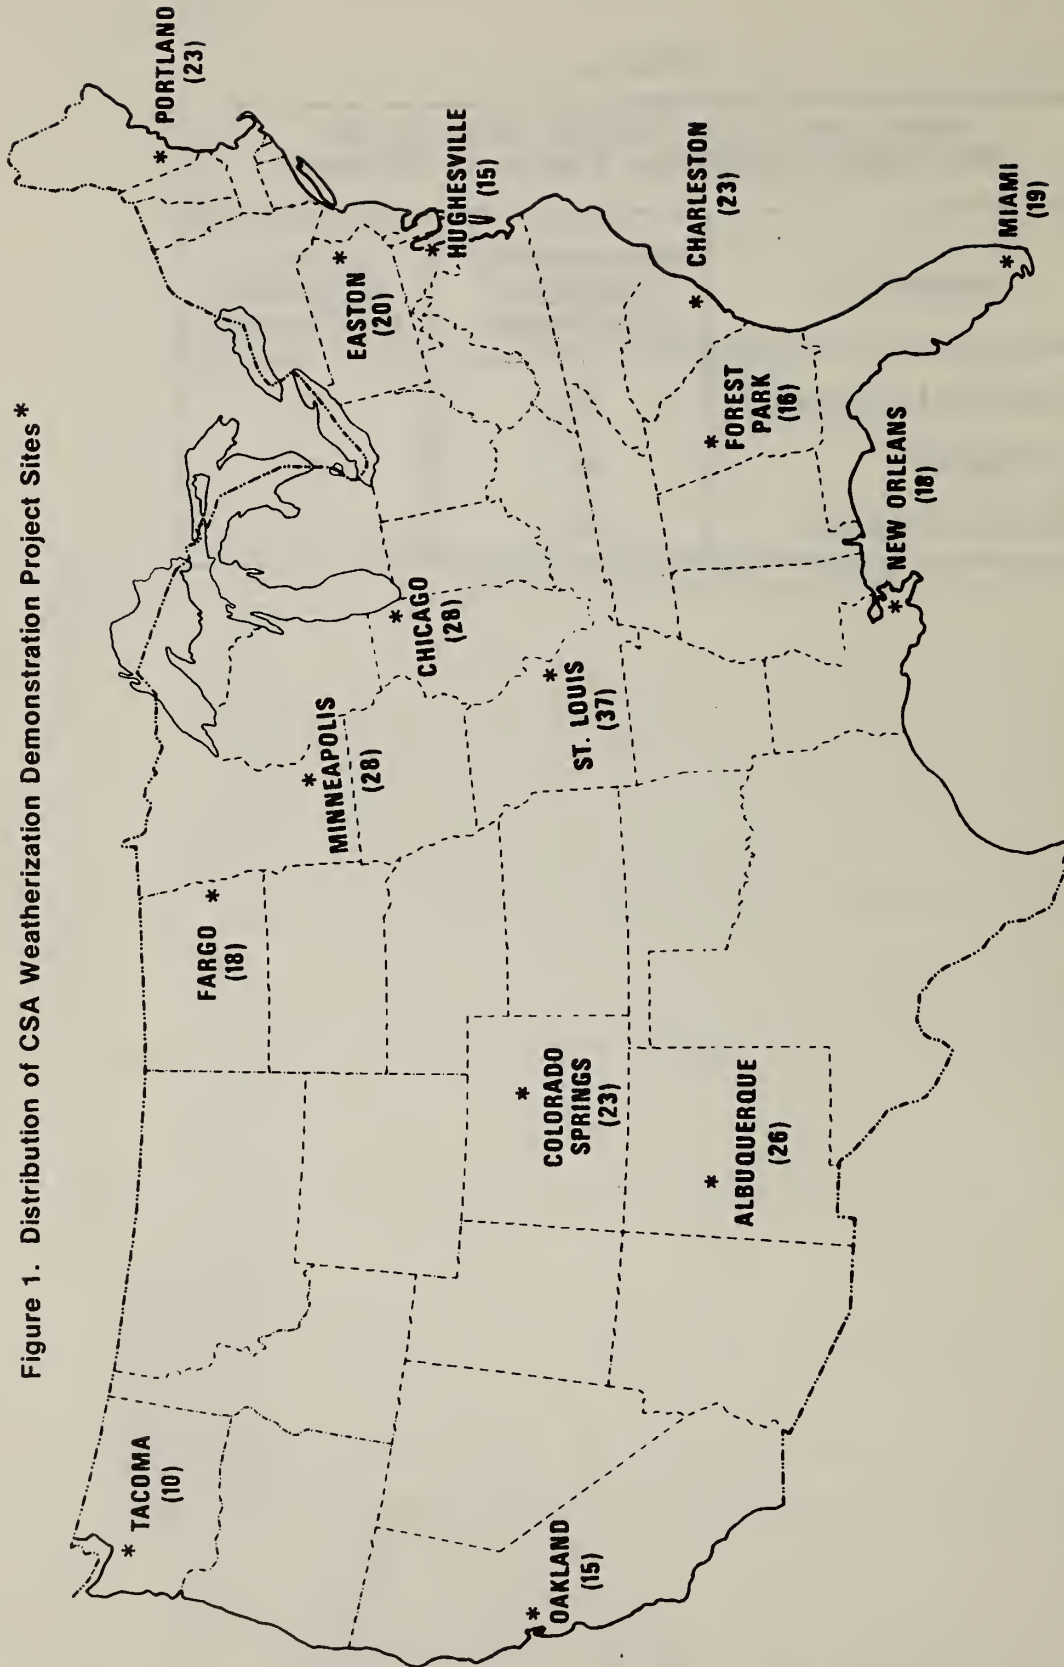 Figure 1. Distribution of CSA Weatherization Demonstration Project Sites*
* TACOMA
(10)
FARGO *
(18)
*
MINNEAPOLIS
(28)
*
CHICAGO
(28)
*
PORTLAND
(23)
*
EASTON
(20)
*
HUGHESVILLE
(15)
*
OAKLAND
(15)
*
COLORADO
SPRINGS
(23)
*
ST. LOUIS
(37)
*
ALBUQUERQUE
(26)
*
FOREST
PARK
(16)
*
CHARLESTON
(23)
*
NEW ORLEANS
(18)
*
MIAMI
(19)